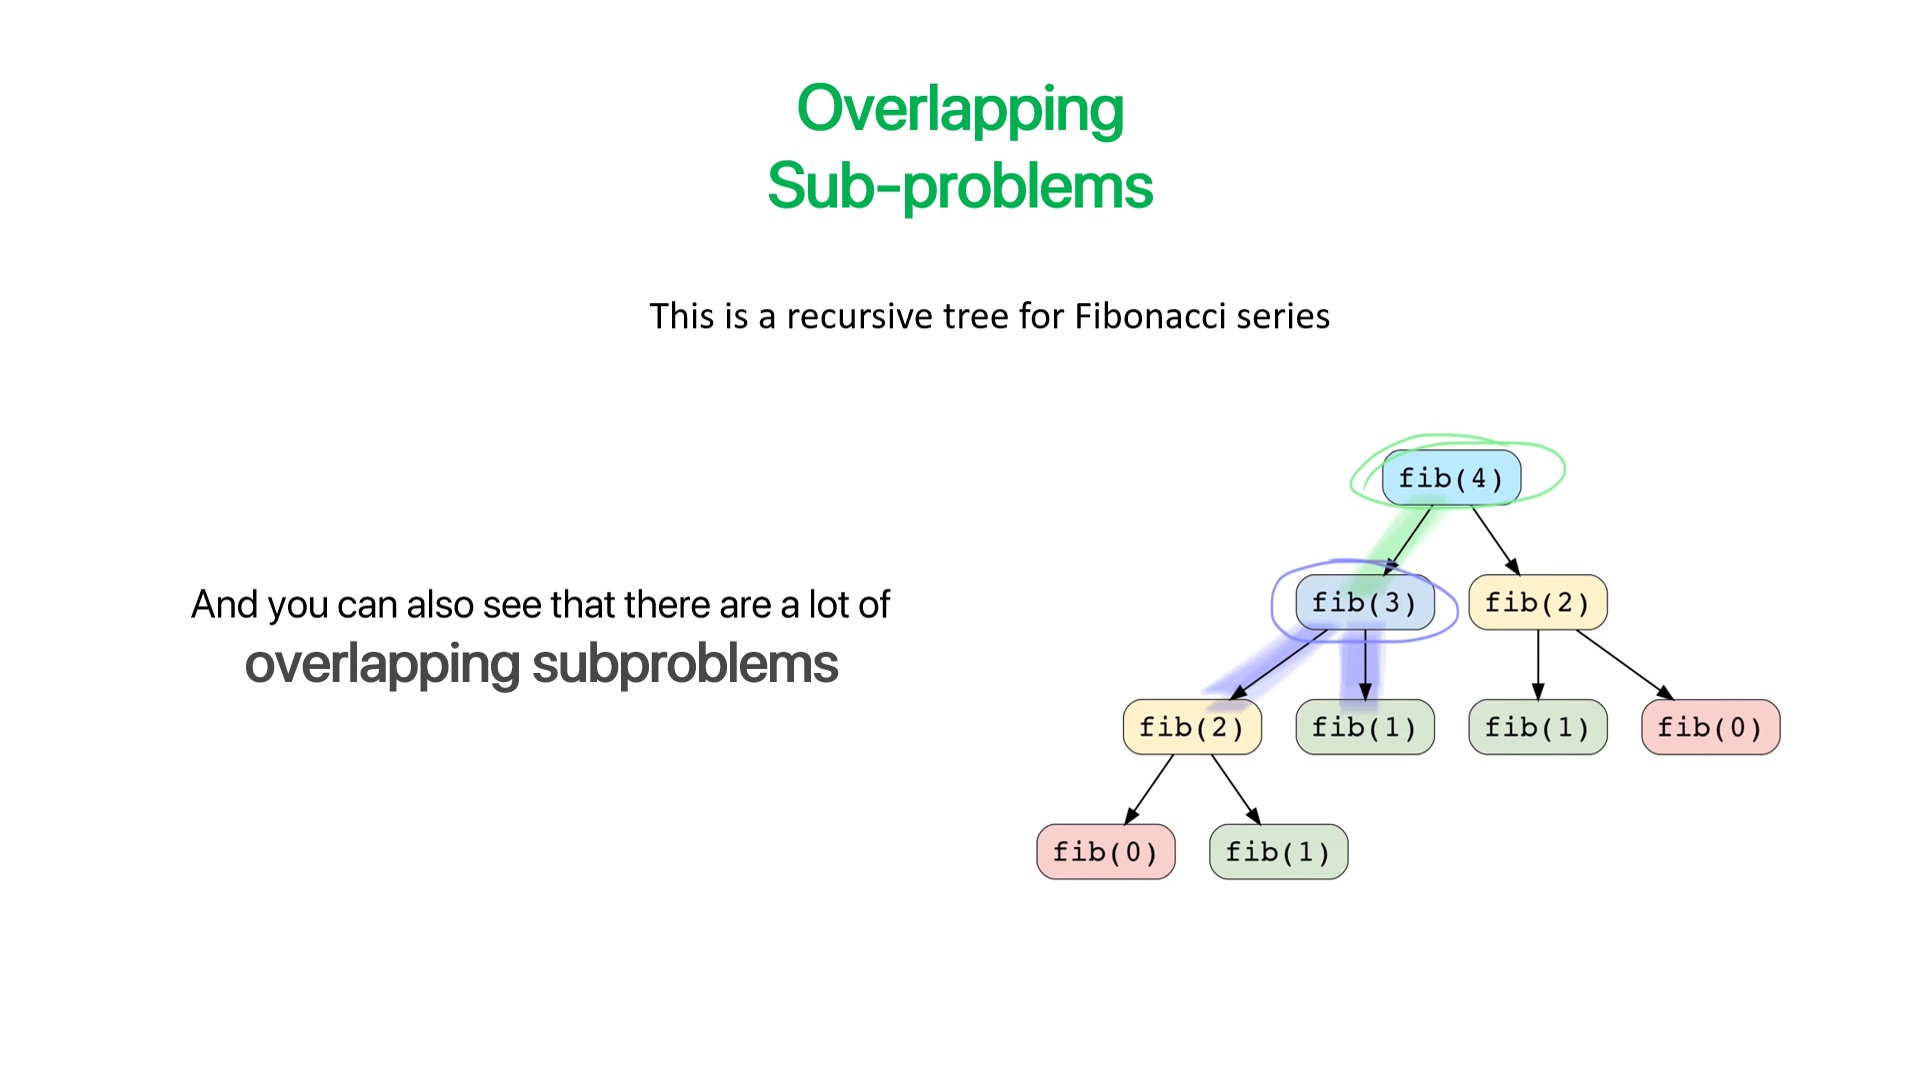 Overlapping
Sub-problems
This is a recursive tree for Fibonacci series
And you can also see that there are a lot of
overlapping subproblems
fib(4)
fib(3)
fib(2)
fib(2)
fib(1)
fib(1)
fib(0)
fib(0)
fib(1)